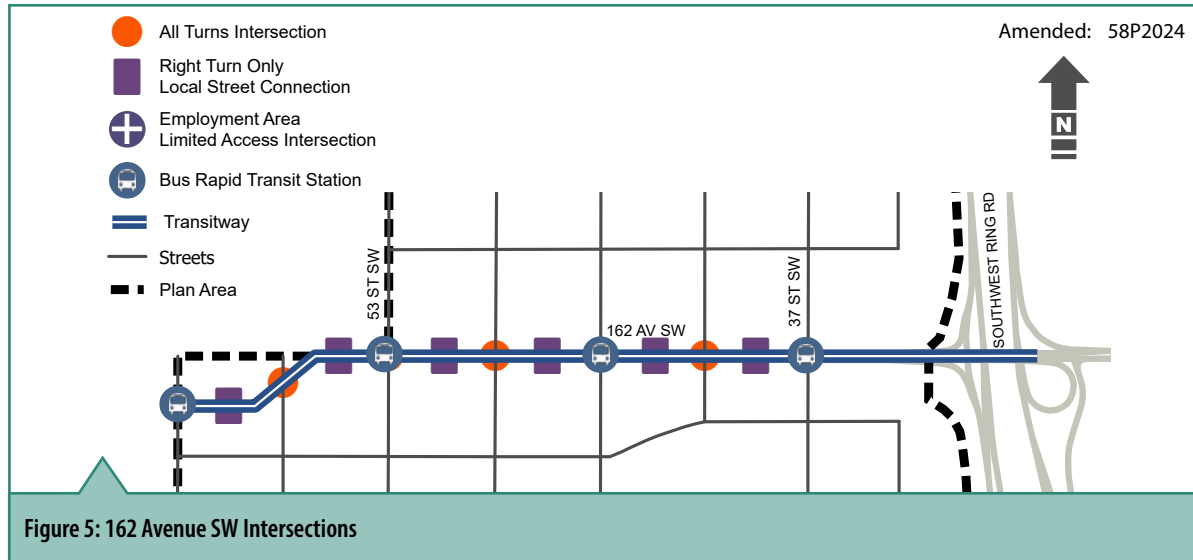 All Turns Intersection
Right Turn Only
Local Street Connection
Employment Area
Limited Access Intersection
Bus Rapid Transit Station
Transitway
Streets
Plan Area
Amended: 58P2024
N
53 ST SW
162 AV SW
37 ST SW
SOUTHWEST RING RD
Figure 5: 162 Avenue SW Intersections